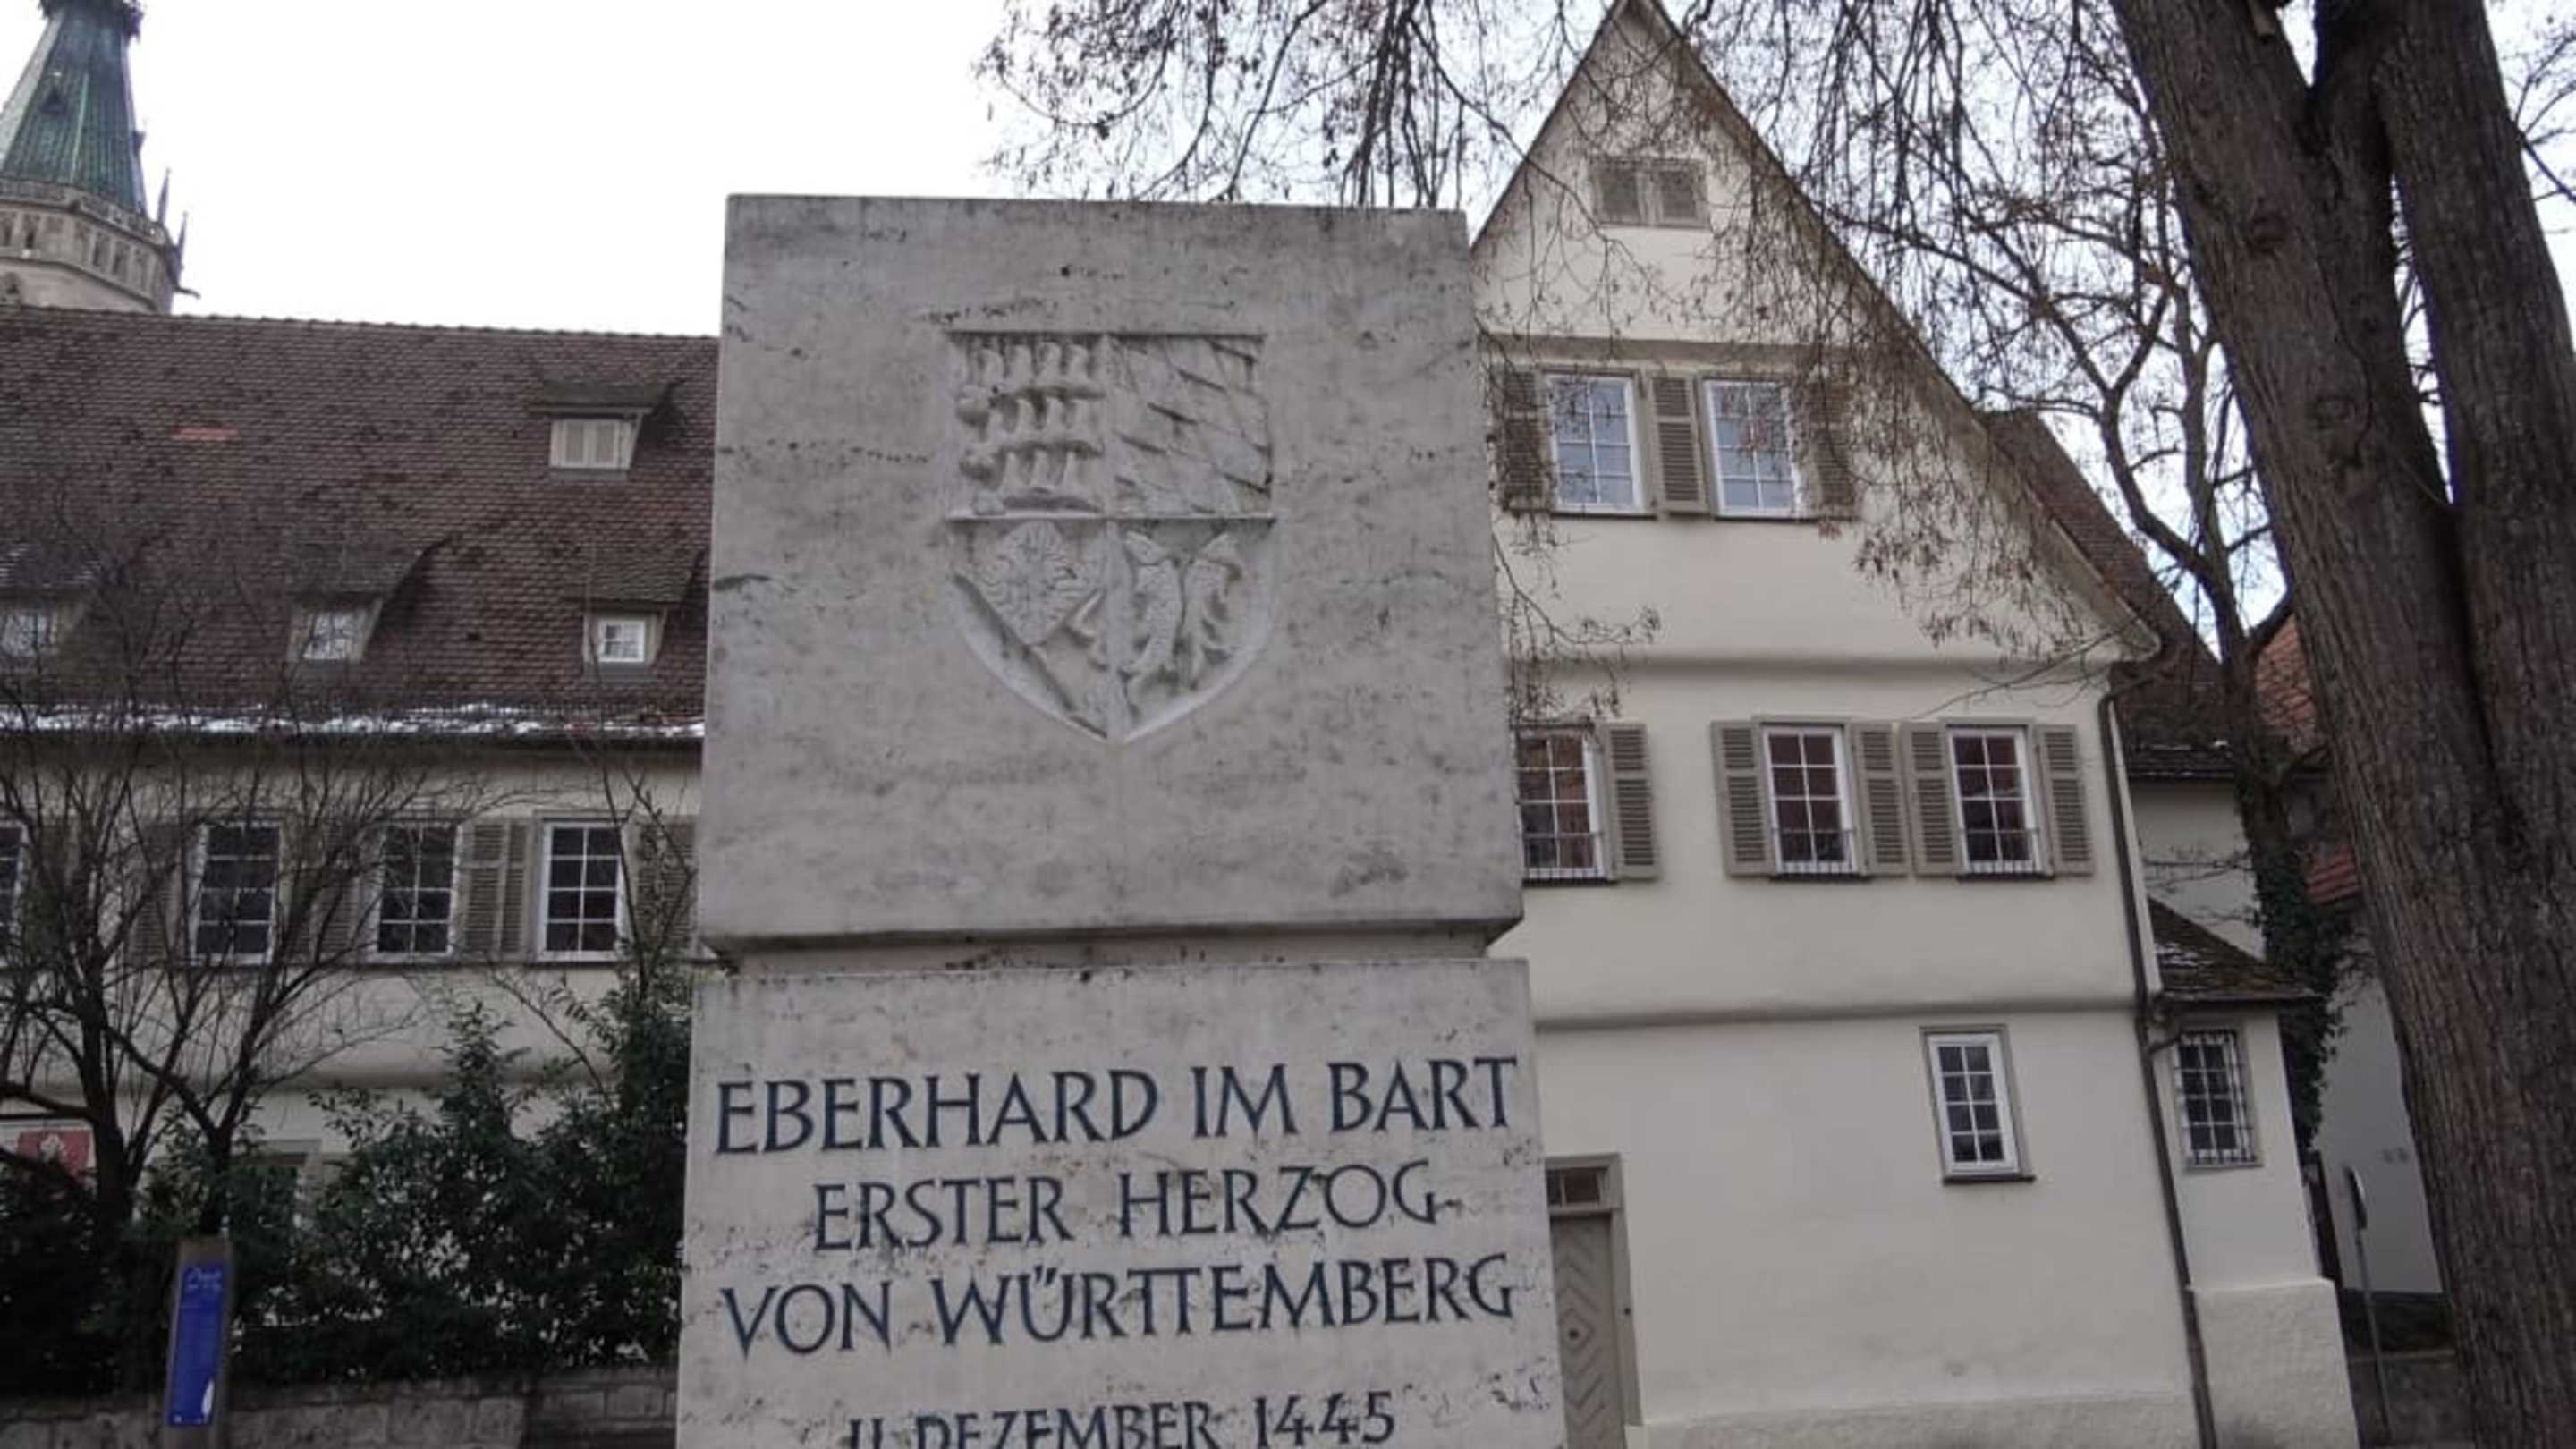 EBERHARD IM BART
ERSTER HERZOG
VON WÜRTTEMBERG
11. DEZEMBER 1445